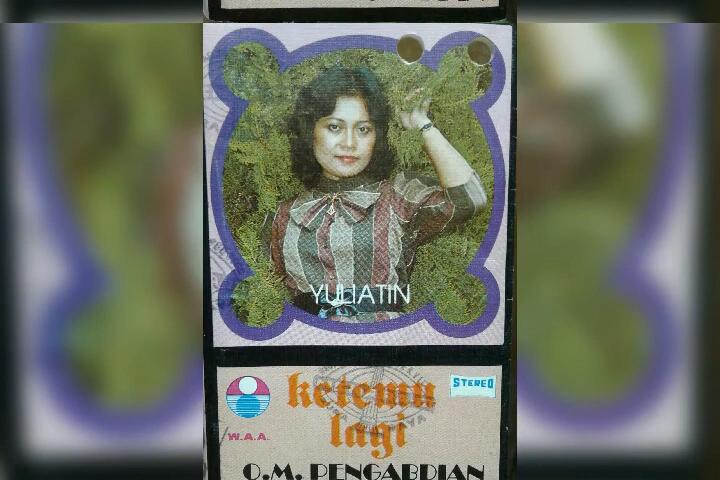 YULIATIN
STEREO
ketemu
lagi
W.A.A.
O.M. PENGABDIAN